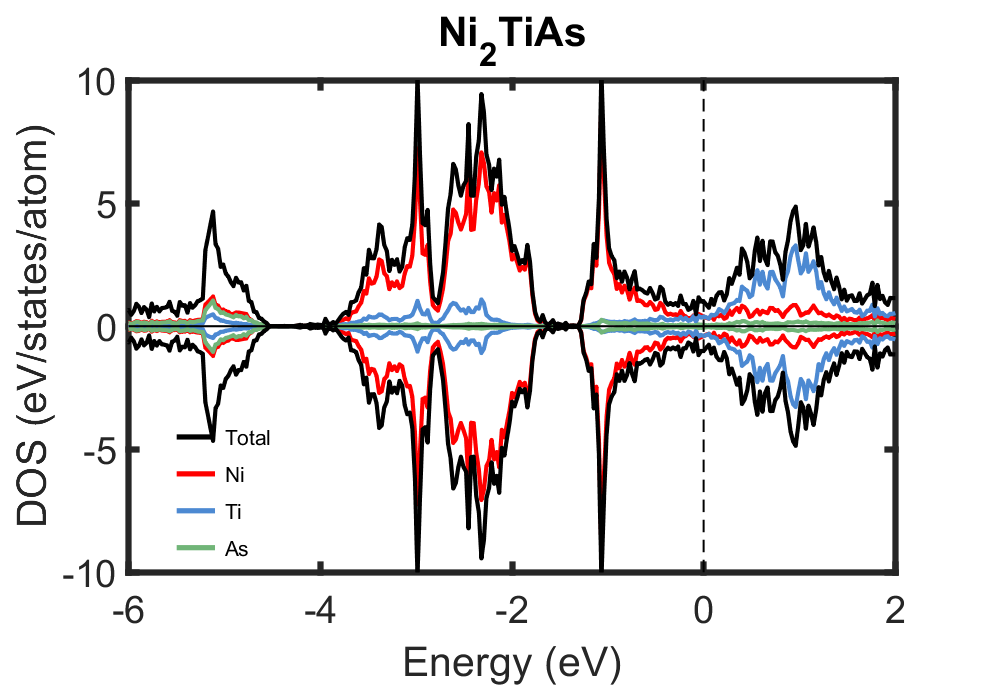 Ni2TiAs
DOS (eV/states/atom)
10
5
0
-5
-10
Total
Ni
Ti
As
-6 -4 -2 0 2
Energy (eV)